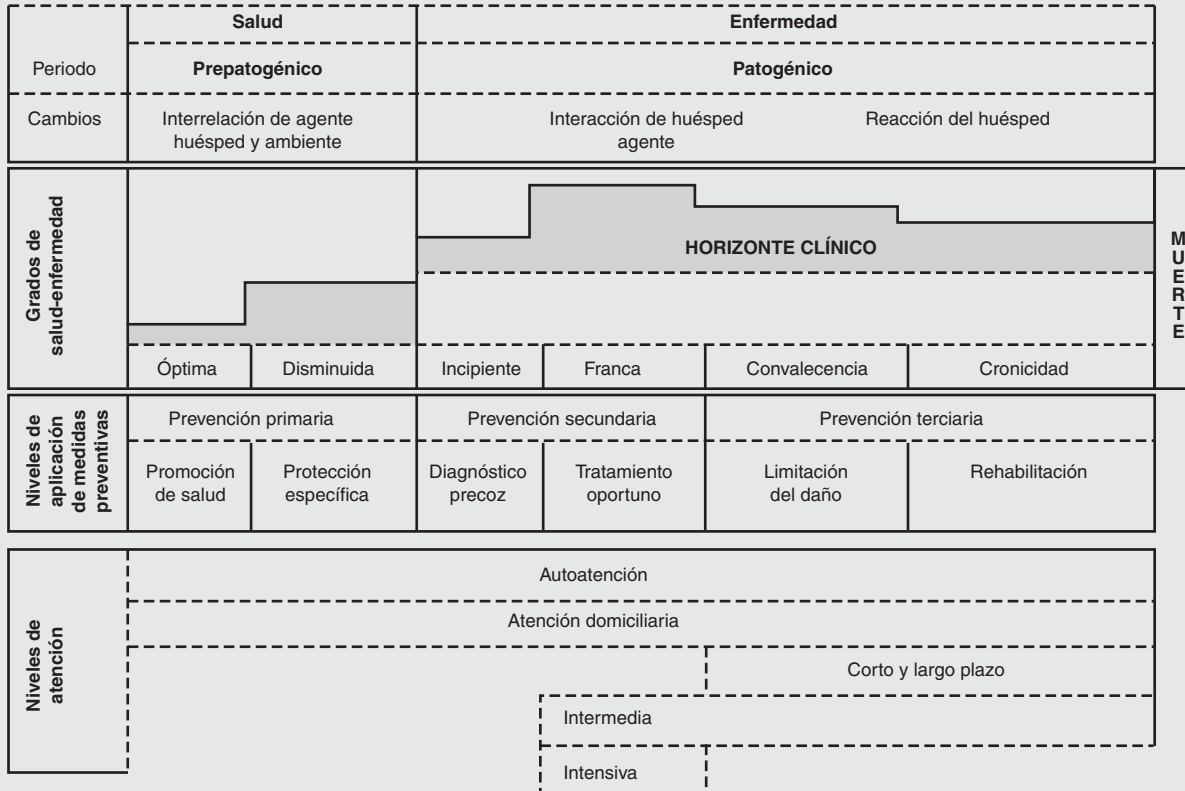 Salud
Enfermedad
Periodo
Prepatogénico
Patogénico
Cambios
Interrelación de agente
huésped y ambiente
Interacción de huésped
agente
Reacción del huésped
Grados de
salud-enfermedad
HORIZONTE CLÍNICO
MUERTE
Óptima
Disminuida
Incipiente
Franca
Convalecencia
Cronicidad
Niveles de
aplicación
de medidas
preventivas
Prevención primaria
Prevención secundaria
Prevención terciaria
Promoción
de salud
Protección
específica
Diagnóstico
precoz
Tratamiento
oportuno
Limitación
del daño
Rehabilitación
Niveles de
atención
Autoatención
Atención domiciliaria
Corto y largo plazo
Intermedia
Intensiva